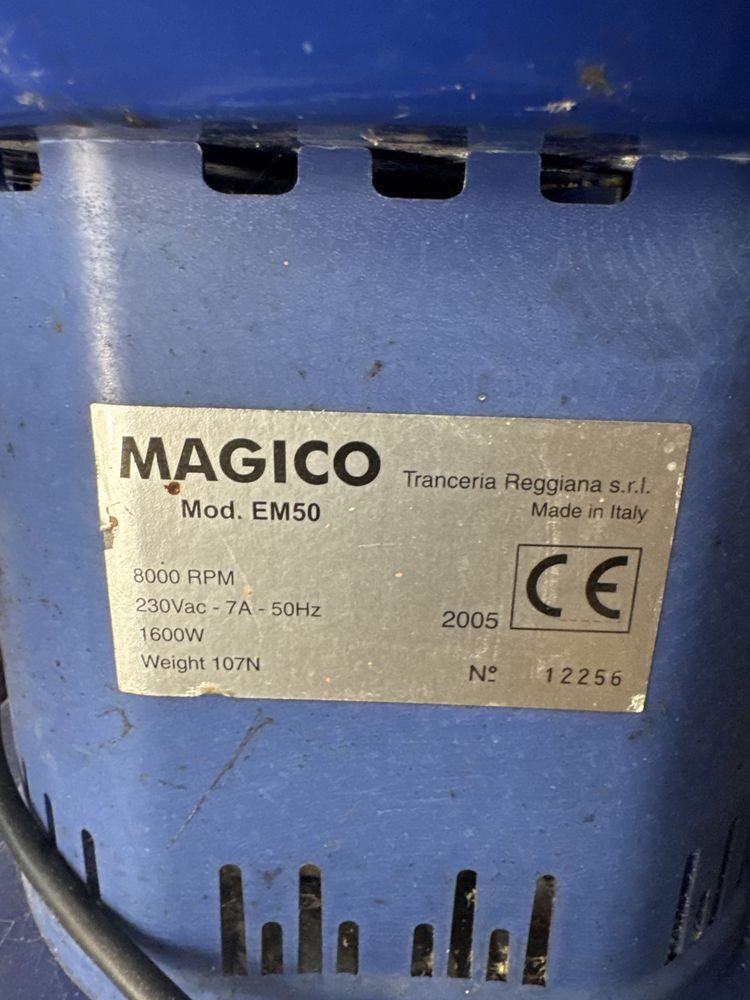 MAGICO
Tranceria Reggiana s.r.l.
Mod. EM50
Made in Italy
8000 RPM
230Vac - 7A - 50Hz
1600W
Weight 107N
2005 CE
Nº 12256